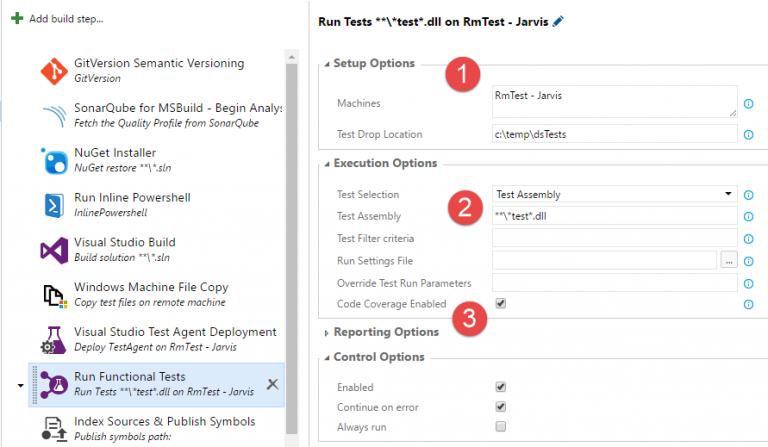 Add build step...
GitVersion Semantic Versioning
GitVersion
SonarQube for MSBuild - Begin Analys
Fetch the Quality Profile from SonarQube
NuGet Installer
NuGet restore **\*.sln
Run Inline Powershell
InlinePowershell
Visual Studio Build
Build solution **\*.sln
Windows Machine File Copy
Copy test files on remote machine
Visual Studio Test Agent Deployment
Deploy TestAgent on RmTest - Jarvis
Run Functional Tests
Run Tests **\*test*.dll on RmTest - Jarvis
Index Sources & Publish Symbols
Publish symbols path:
Run Tests **\*test*.dll on RmTest - Jarvis
Setup Options
1
Machines
RmTest - Jarvis
Test Drop Location
c:\temp\dsTests
Execution Options
Test Selection
Test Assembly
2
Test Assembly
**\*test*.dll
Test Filter criteria
Run Settings File
...
Override Test Run Parameters
Code Coverage Enabled
3
Reporting Options
Control Options
Enabled
Continue on error
Always run